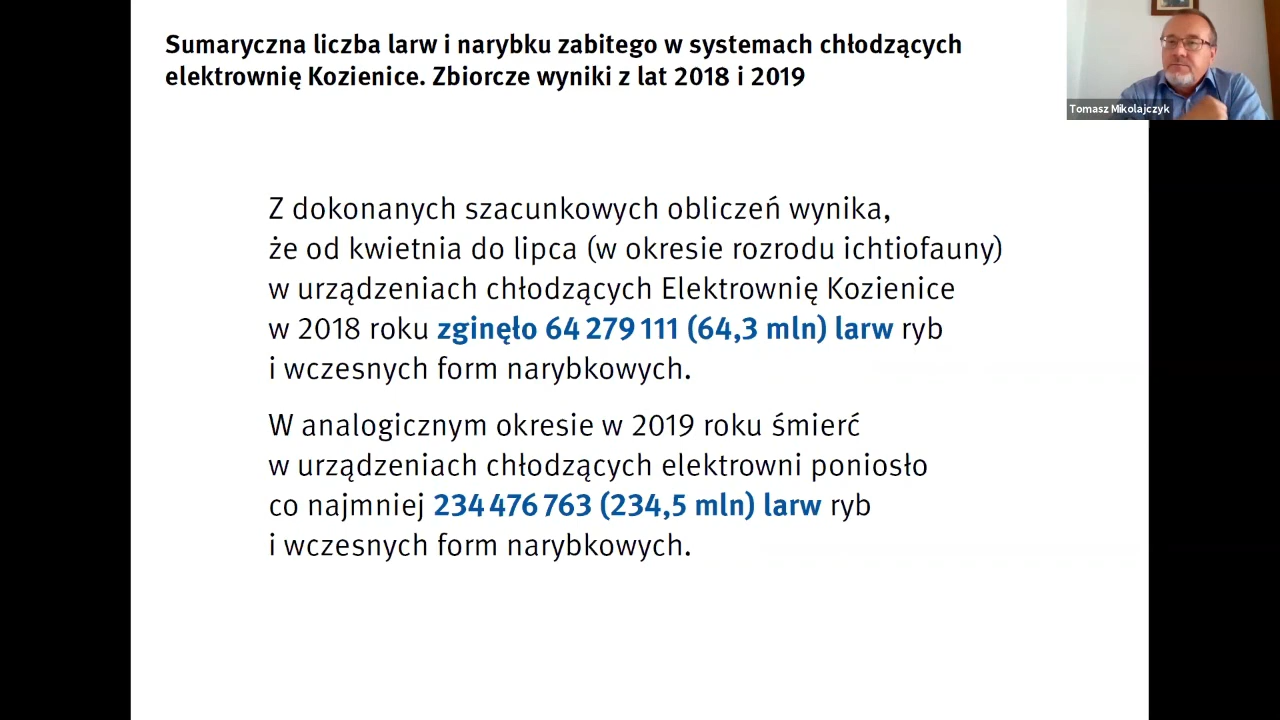 Sumaryczna liczba larw i narybku zabitego w systemach chłodzących
elektrownię Kozienice. Zbiorcze wyniki z lat 2018 i 2019
Tomasz Mikolajczyk
Z dokonanych szacunkowych obliczeń wynika,
że od kwietnia do lipca (w okresie rozrodu ichtiofauny)
w urządzeniach chłodzących Elektrownię Kozienice
w 2018 roku zginęło 64 279 111 (64,3 mln) larw ryb
i wczesnych form narybkowych.
W analogicznym okresie w 2019 roku śmierć
w urządzeniach chłodzących elektrowni poniosło
co najmniej 234 476 763 (234,5 mln) larw ryb
i wczesnych form narybkowych.